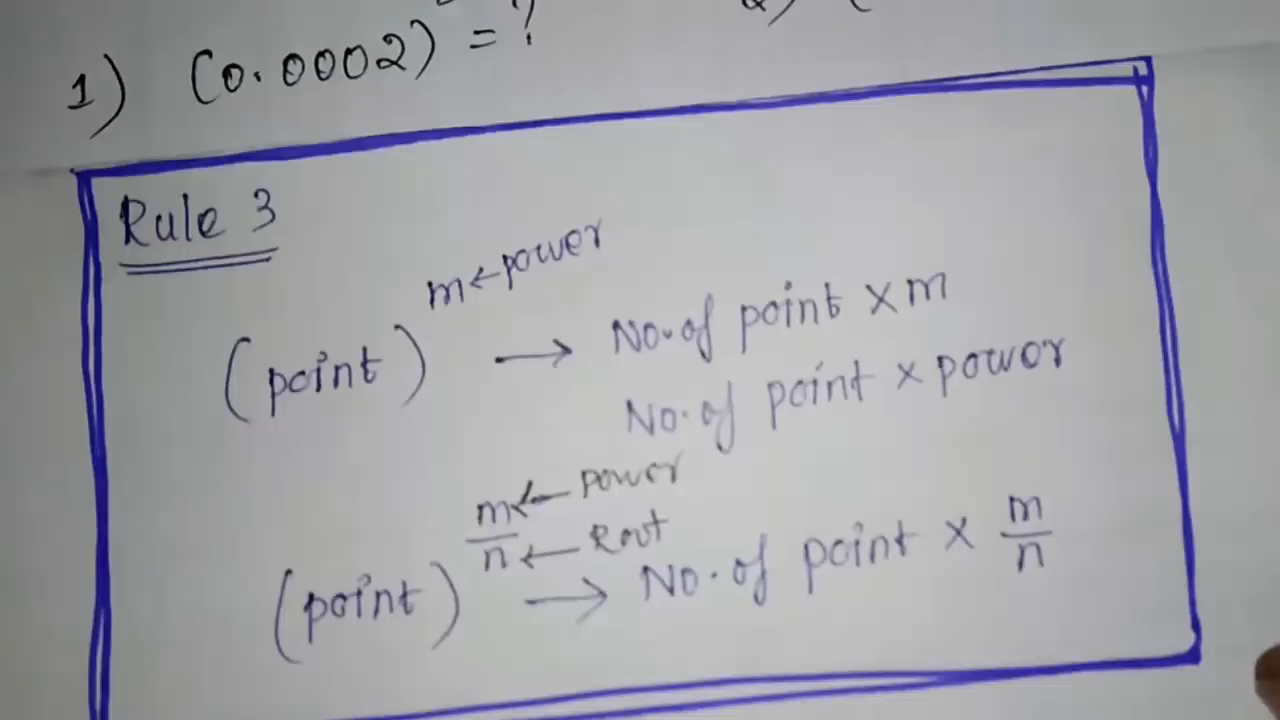 1) (0.0002) = ? 2) (
Rule 3
m ← power
(point) → No. of point × m
No. of point × power
m ← power
n ← Root
(point) → No. of point × m/n